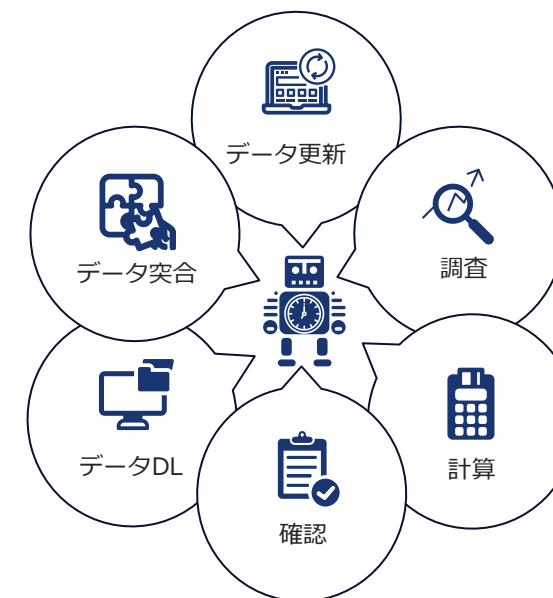 データ更新
データ突合
調査
データDL
計算
確認